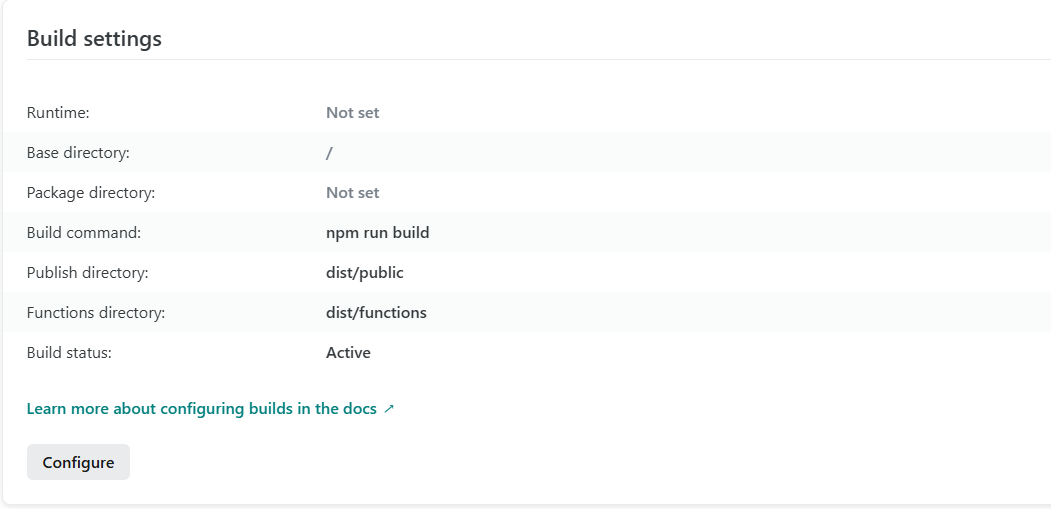 Build settings
Runtime: Not set
Base directory: /
Package directory: Not set
Build command: npm run build
Publish directory: dist/public
Functions directory: dist/functions
Build status: Active
Learn more about configuring builds in the docs ↗
Configure